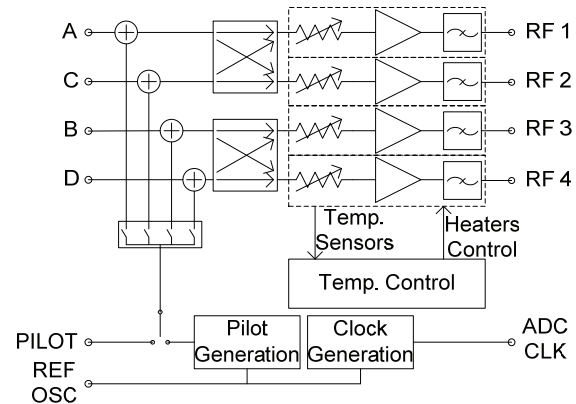 A
RF 1
C
RF 2
B
RF 3
D
RF 4
Temp.
Sensors
Heaters
Control
Temp. Control
PILOT
Pilot
Generation
Clock
Generation
ADC
CLK
REF
OSC